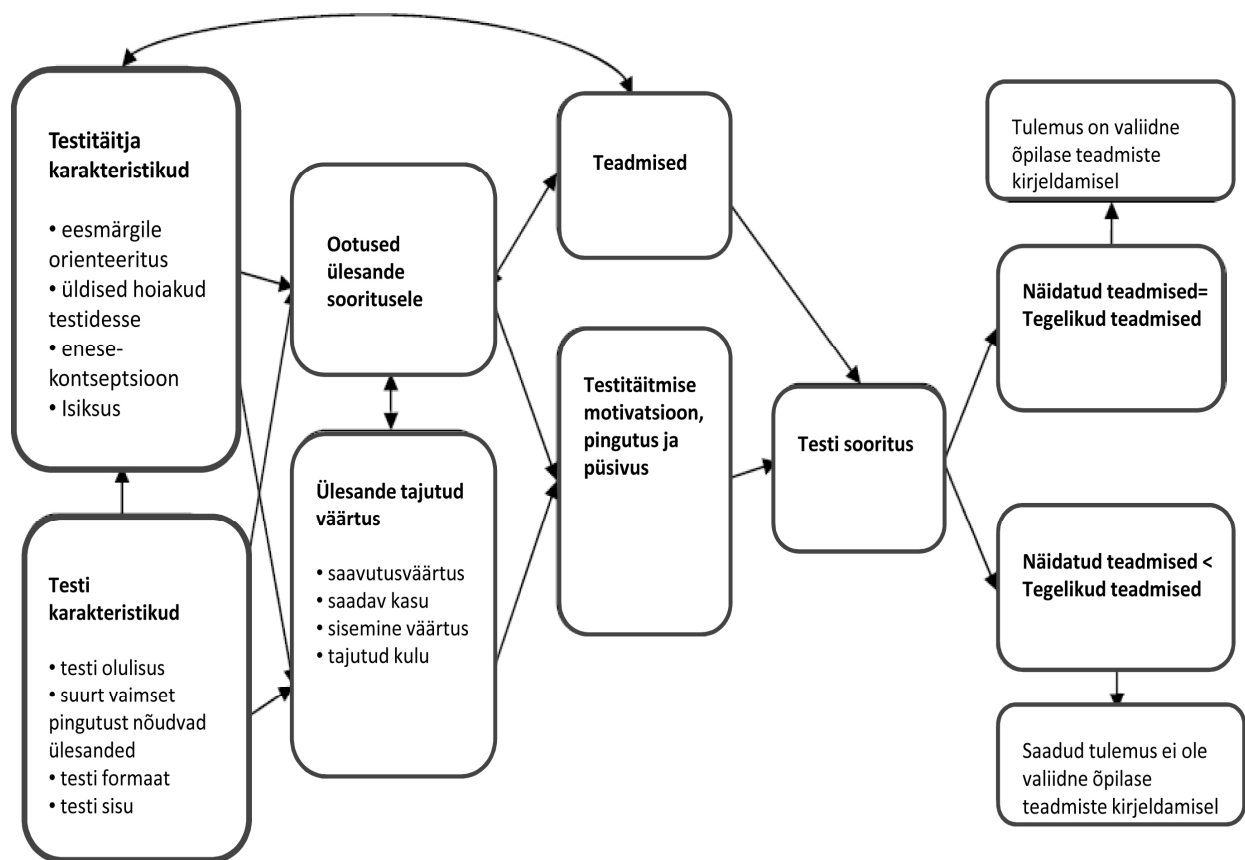 Testitäitja
karakteristikud
• eesmärgile
orienteeritus
• üldised hoiakud
testidesse
• enese-
kontseptsioon
• Isiksus
Testi
karakteristikud
• testi olulisus
• suurt vaimset
pingutust nõudvad
ülesanded
• testi formaat
• testi sisu
Ootused
ülesande
sooritusele
Ülesande tajutud
väärtus
• saavutusväärtus
• saadav kasu
• sisemine väärtus
• tajutud kulu
Teadmised
Testitäitmise
motivatsioon,
pingutus ja
püsivus
Testi sooritus
Tulemus on valiidne
õpilase teadmiste
kirjeldamisel
Näidatud teadmised=
Tegelikud teadmised
Näidatud teadmised <
Tegelikud teadmised
Saadud tulemus ei ole
valiidne õpilase
teadmiste kirjeldamisel